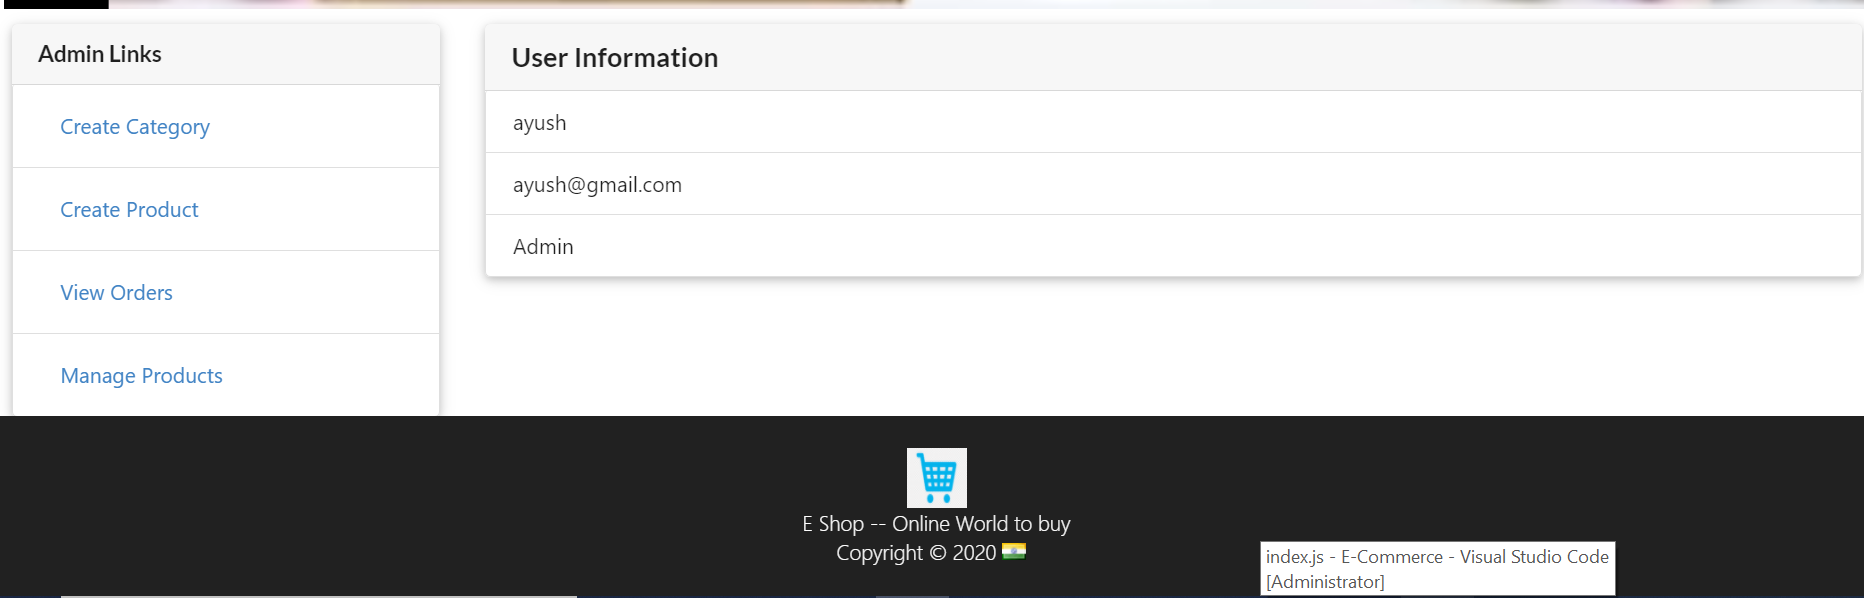 Admin Links
Create Category
Create Product
View Orders
Manage Products
User Information
ayush
ayush@gmail.com
Admin
E Shop -- Online World to buy
Copyright © 2020 🇮🇳
index.js - E-Commerce - Visual Studio Code
[Administrator]